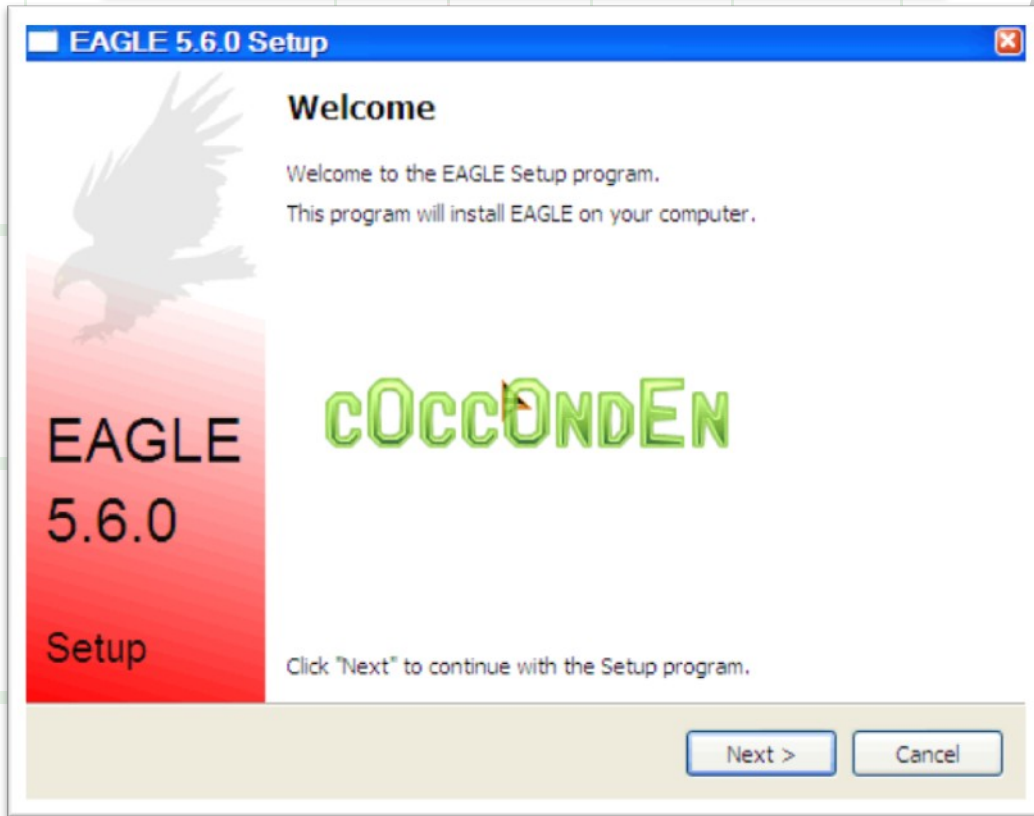 EAGLE 5.6.0 Setup
Welcome
Welcome to the EAGLE Setup program.
This program will install EAGLE on your computer.
cOccOndEn
EAGLE
5.6.0
Setup
Click "Next" to continue with the Setup program.
Next >
Cancel